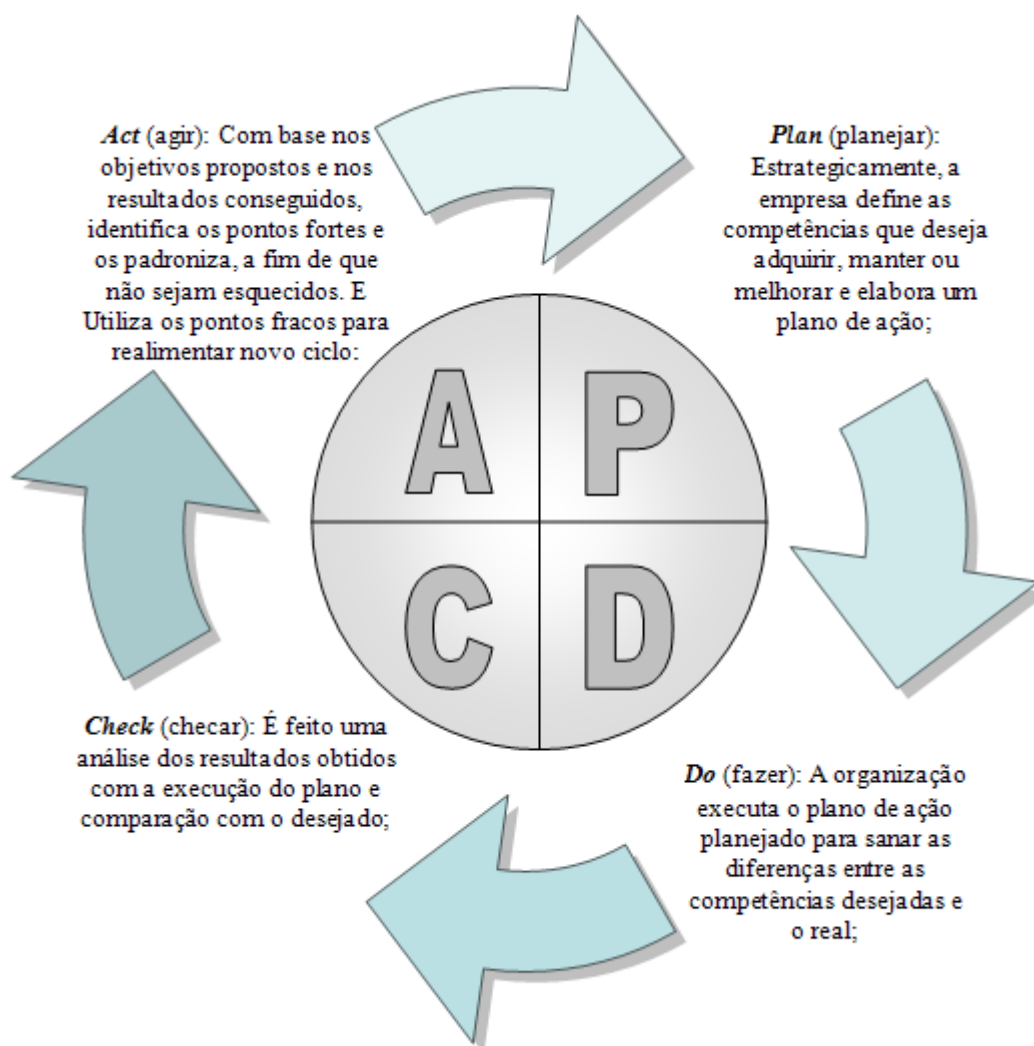 Act (agir): Com base nos
objetivos propostos e nos
resultados conseguidos,
identifica os pontos fortes e
os padroniza, a fim de que
não sejam esquecidos. E
Utiliza os pontos fracos para
realimentar novo ciclo:
Plan (planejar):
Estrategicamente, a
empresa define as
competências que deseja
adquirir, manter ou
melhorar e elabora um
plano de ação;
A
P
C
D
Check (checar): É feito uma
análise dos resultados obtidos
com a execução do plano e
comparação com o desejado;
Do (fazer): A organização
executa o plano de ação
planejado para sanar as
diferenças entre as
competências desejadas e
o real;